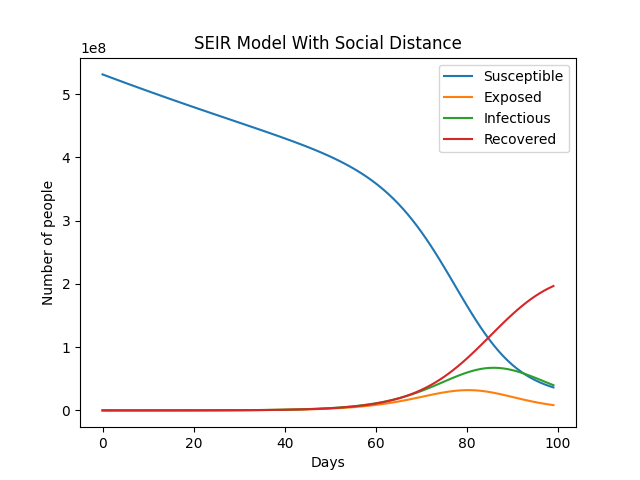 SEIR Model With Social Distance
1e8
Susceptible
Exposed
Infectious
Recovered
5
4
3
2
1
0
Number of people
0 20 40 60 80 100
Days